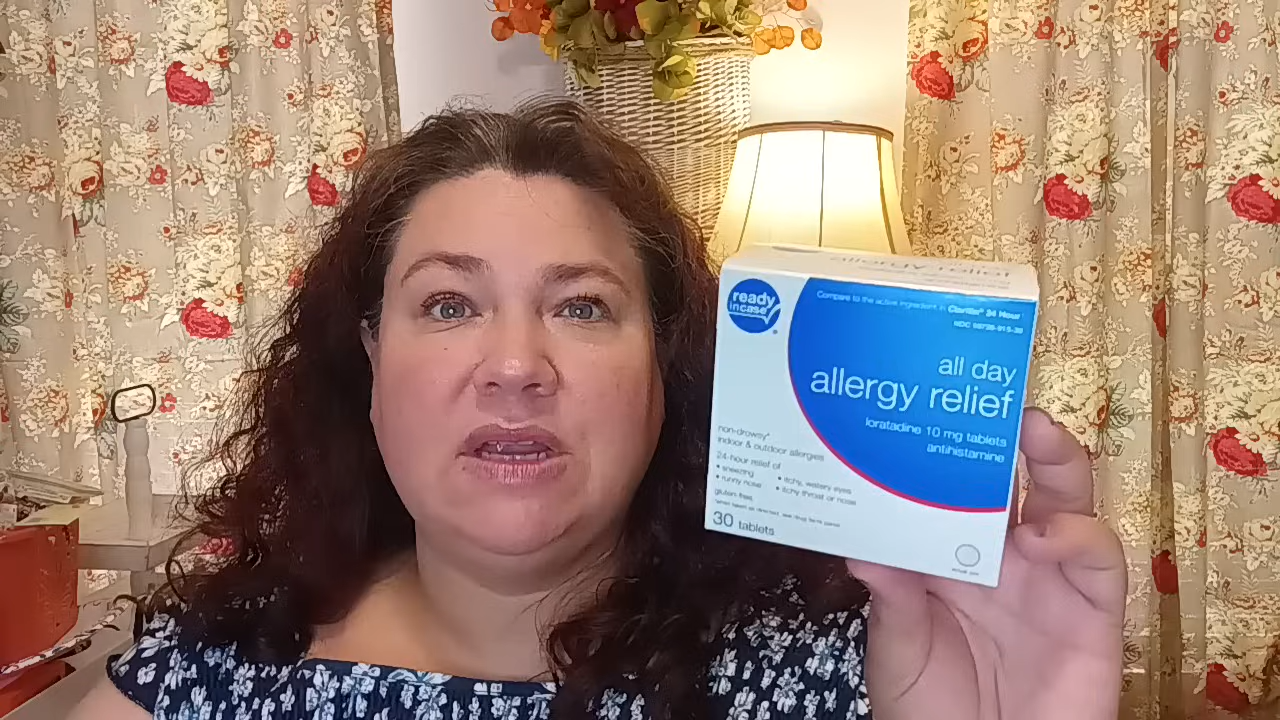 ready
in case
Compare to the active ingredient in Claritin® 24 Hour
all day
allergy relief
loratadine 10 mg tablets
antihistamine
non-drowsy*
indoor & outdoor allergies
24-hour relief of
• sneezing
• runny nose
• itchy, watery eyes
• itchy throat or nose
gluten free
30 tablets